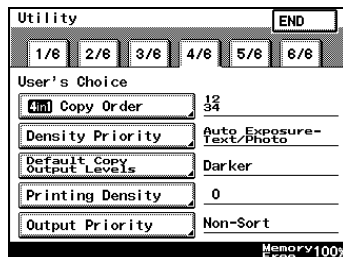 Utility END
1/6 2/6 3/6 4/6 5/6 6/6
User's Choice
4in1 Copy Order 12
34
Density Priority Auto Exposure-
Text/Photo
Default Copy
Output Levels Darker
Printing Density 0
Output Priority Non-Sort
Memory
Free 100%